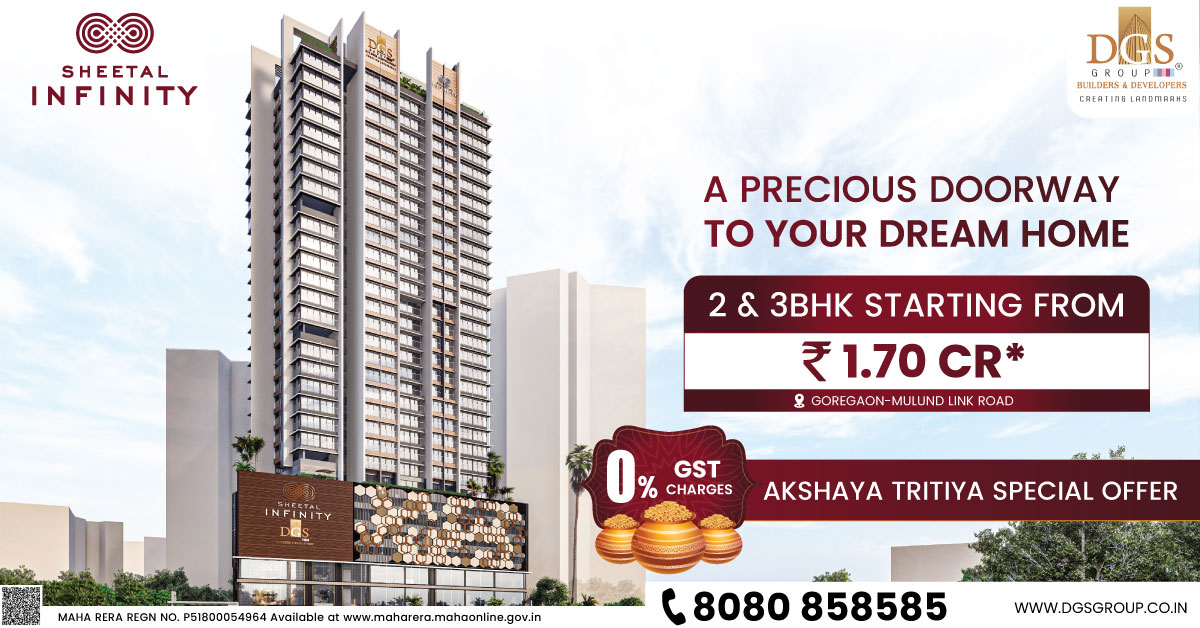 SHEETAL
INFINITY
DGS
GROUP ®
BUILDERS & DEVELOPERS
CREATING LANDMARKS
DGS
A PRECIOUS DOORWAY
TO YOUR DREAM HOME
2 & 3BHK STARTING FROM
₹ 1.70 CR*
GOREGAON-MULUND LINK ROAD
0% GST
CHARGES
AKSHAYA TRITIYA SPECIAL OFFER
SHEETAL
INFINITY
DGS
MAHA RERA REGN NO. P51800054964 Available at www.maharera.mahaonline.gov.in
8080 858585
WWW.DGSGROUP.CO.IN